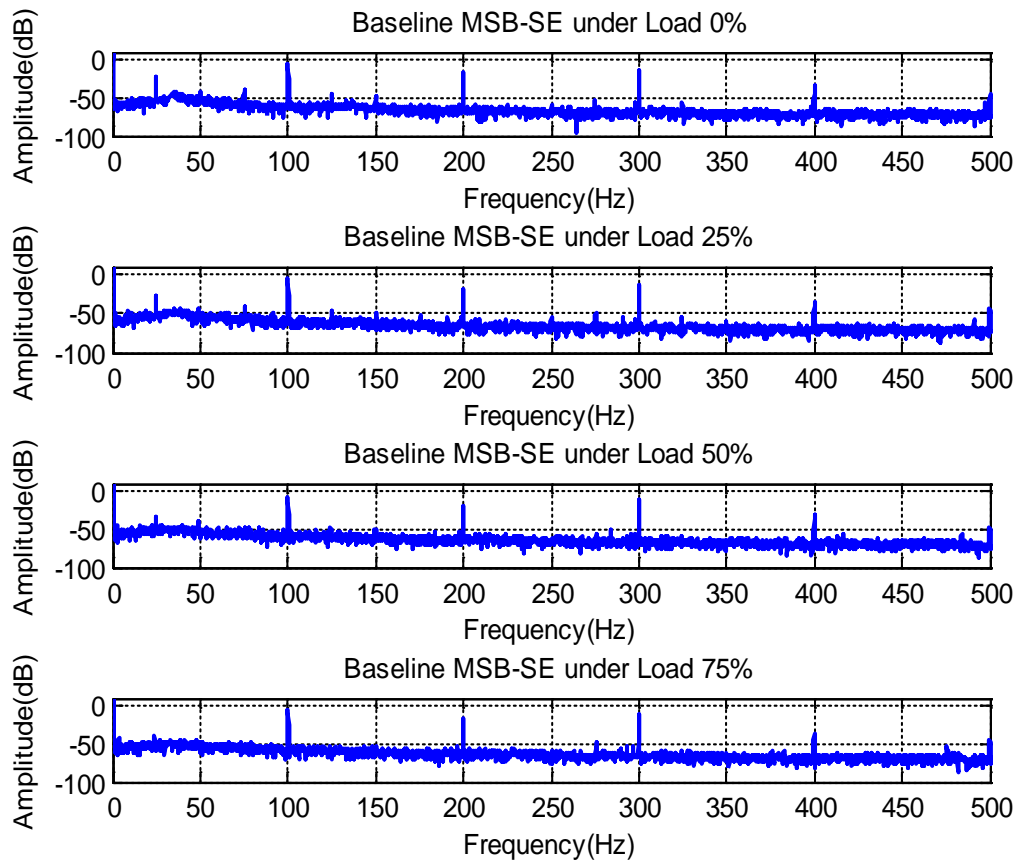 Baseline MSB-SE under Load 0%
Amplitude(dB)
0
-50
-100
0 50 100 150 200 250 300 350 400 450 500
Frequency(Hz)
Baseline MSB-SE under Load 25%
Amplitude(dB)
0
-50
-100
0 50 100 150 200 250 300 350 400 450 500
Frequency(Hz)
Baseline MSB-SE under Load 50%
Amplitude(dB)
0
-50
-100
0 50 100 150 200 250 300 350 400 450 500
Frequency(Hz)
Baseline MSB-SE under Load 75%
Amplitude(dB)
0
-50
-100
0 50 100 150 200 250 300 350 400 450 500
Frequency(Hz)